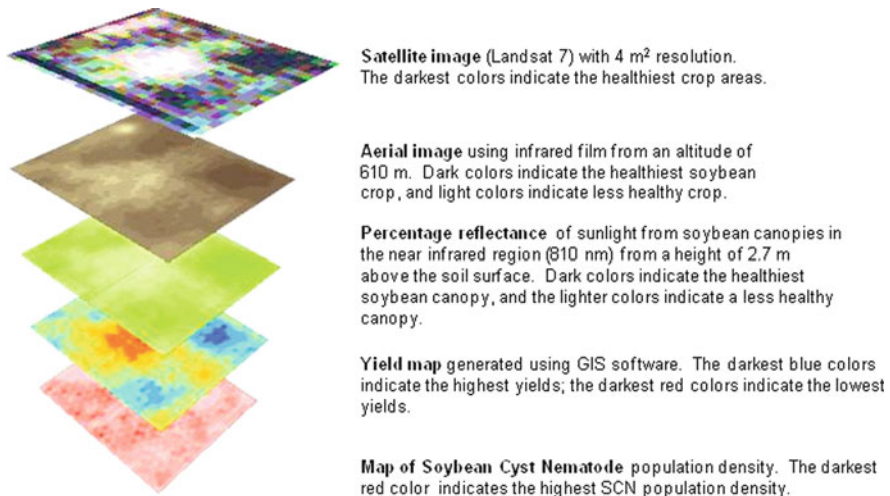 Satellite image (Landsat 7) with 4 m² resolution.
The darkest colors indicate the healthiest crop areas.
Aerial image using infrared film from an altitude of
610 m. Dark colors indicate the healthiest soybean
crop, and light colors indicate less healthy crop.
Percentage reflectance of sunlight from soybean canopies in
the near infrared region (810 nm) from a height of 2.7 m
above the soil surface. Dark colors indicate the healthiest
soybean canopy, and the lighter colors indicate a less healthy
canopy.
Yield map generated using GIS software. The darkest blue colors
indicate the highest yields; the darkest red colors indicate the lowest
yields.
Map of Soybean Cyst Nematode population density. The darkest
red color indicates the highest SCN population density.